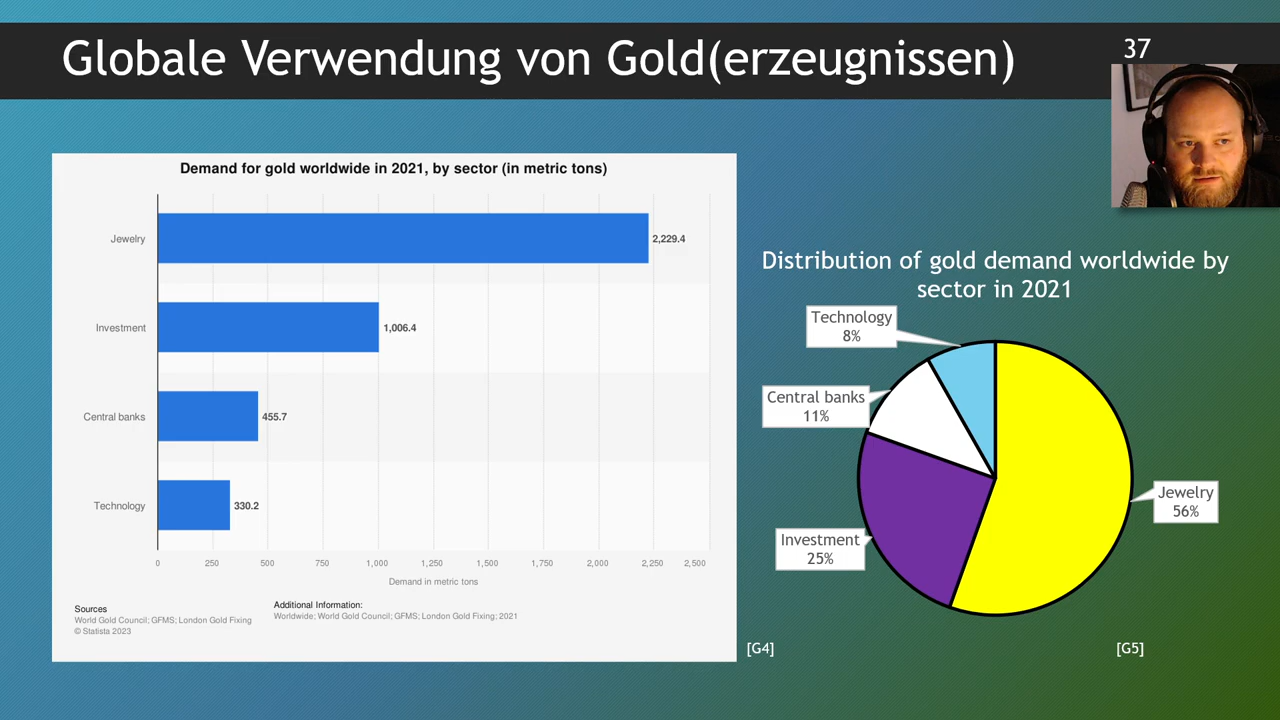 Globale Verwendung von Gold(erzeugnissen)
37
Demand for gold worldwide in 2021, by sector (in metric tons)
Jewelry
2,229.4
Investment
1,006.4
Central banks
455.7
Technology
330.2
0 250 500 750 1,000 1,250 1,500 1,750 2,000 2,250 2,500
Demand in metric tons
Sources
World Gold Council; GFMS; London Gold Fixing
© Statista 2023
Additional Information:
Worldwide; World Gold Council; GFMS; London Gold Fixing; 2021
Distribution of gold demand worldwide by
sector in 2021
Technology
8%
Central banks
11%
Jewelry
56%
Investment
25%
[G4]
[G5]